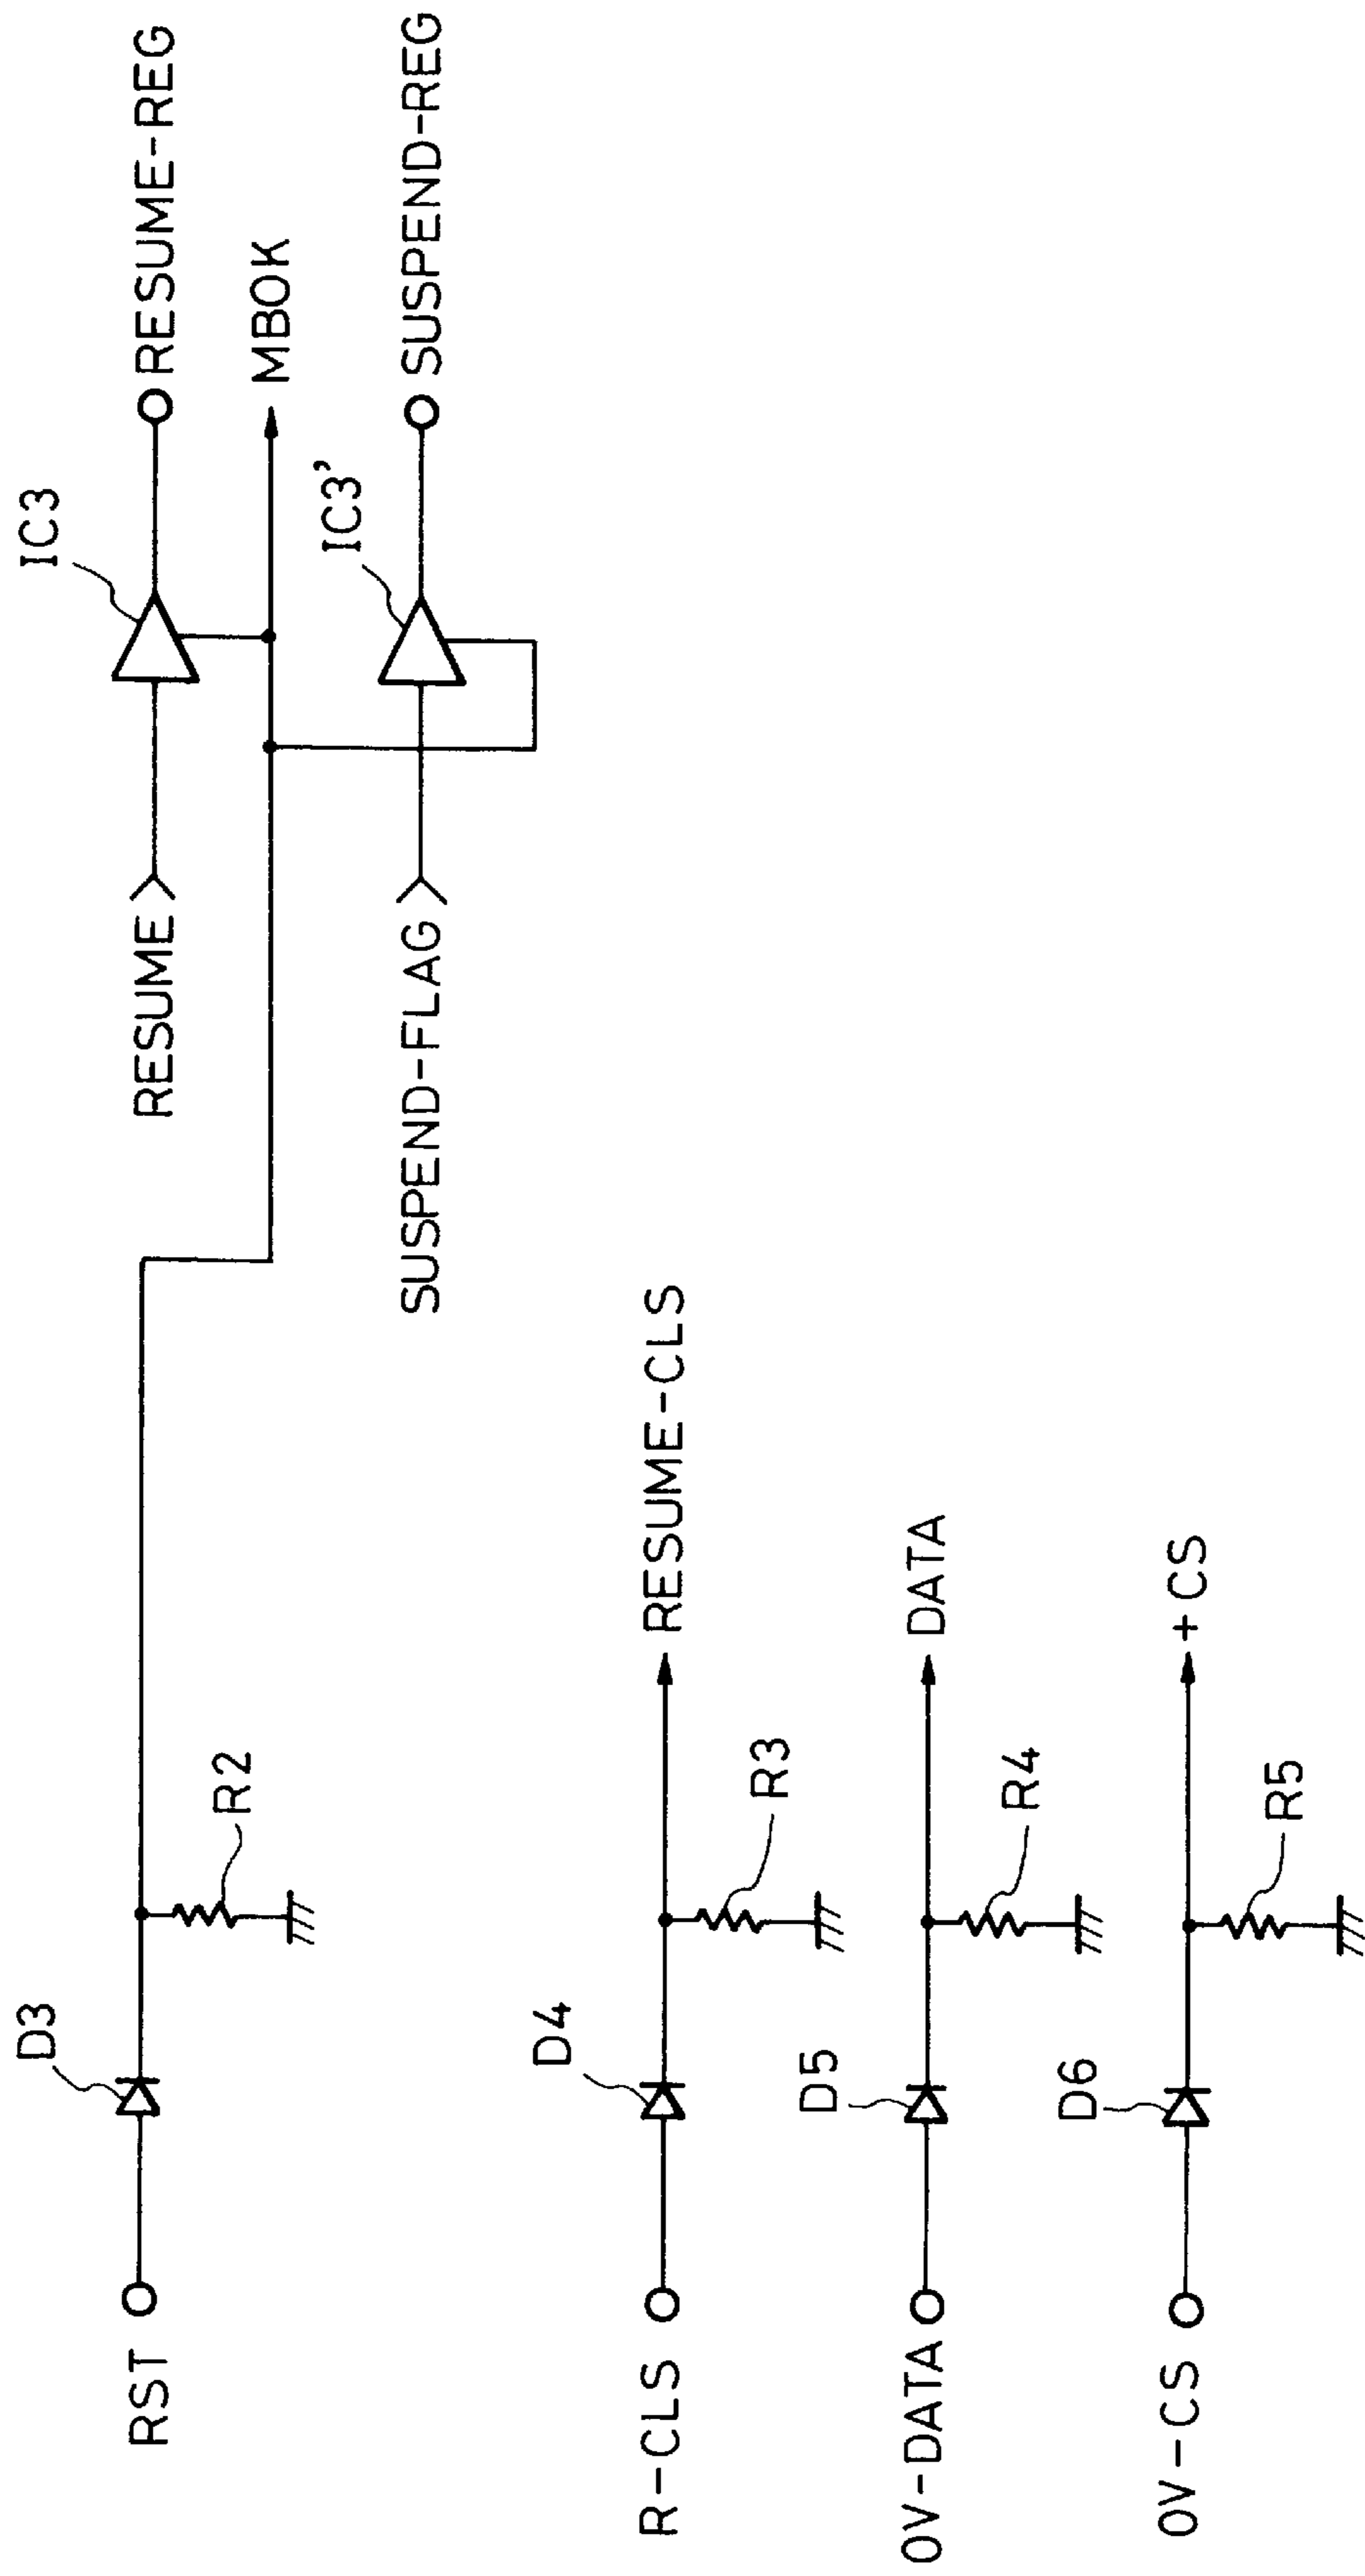 RST
D3
R2
IC3
RESUME
RESUME-REG
MBOK
IC3'
SUSPEND-FLAG
SUSPEND-REG
R-CLS
D4
R3
RESUME-CLS
0V-DATA
D5
R4
DATA
0V-CS
D6
R5
+CS